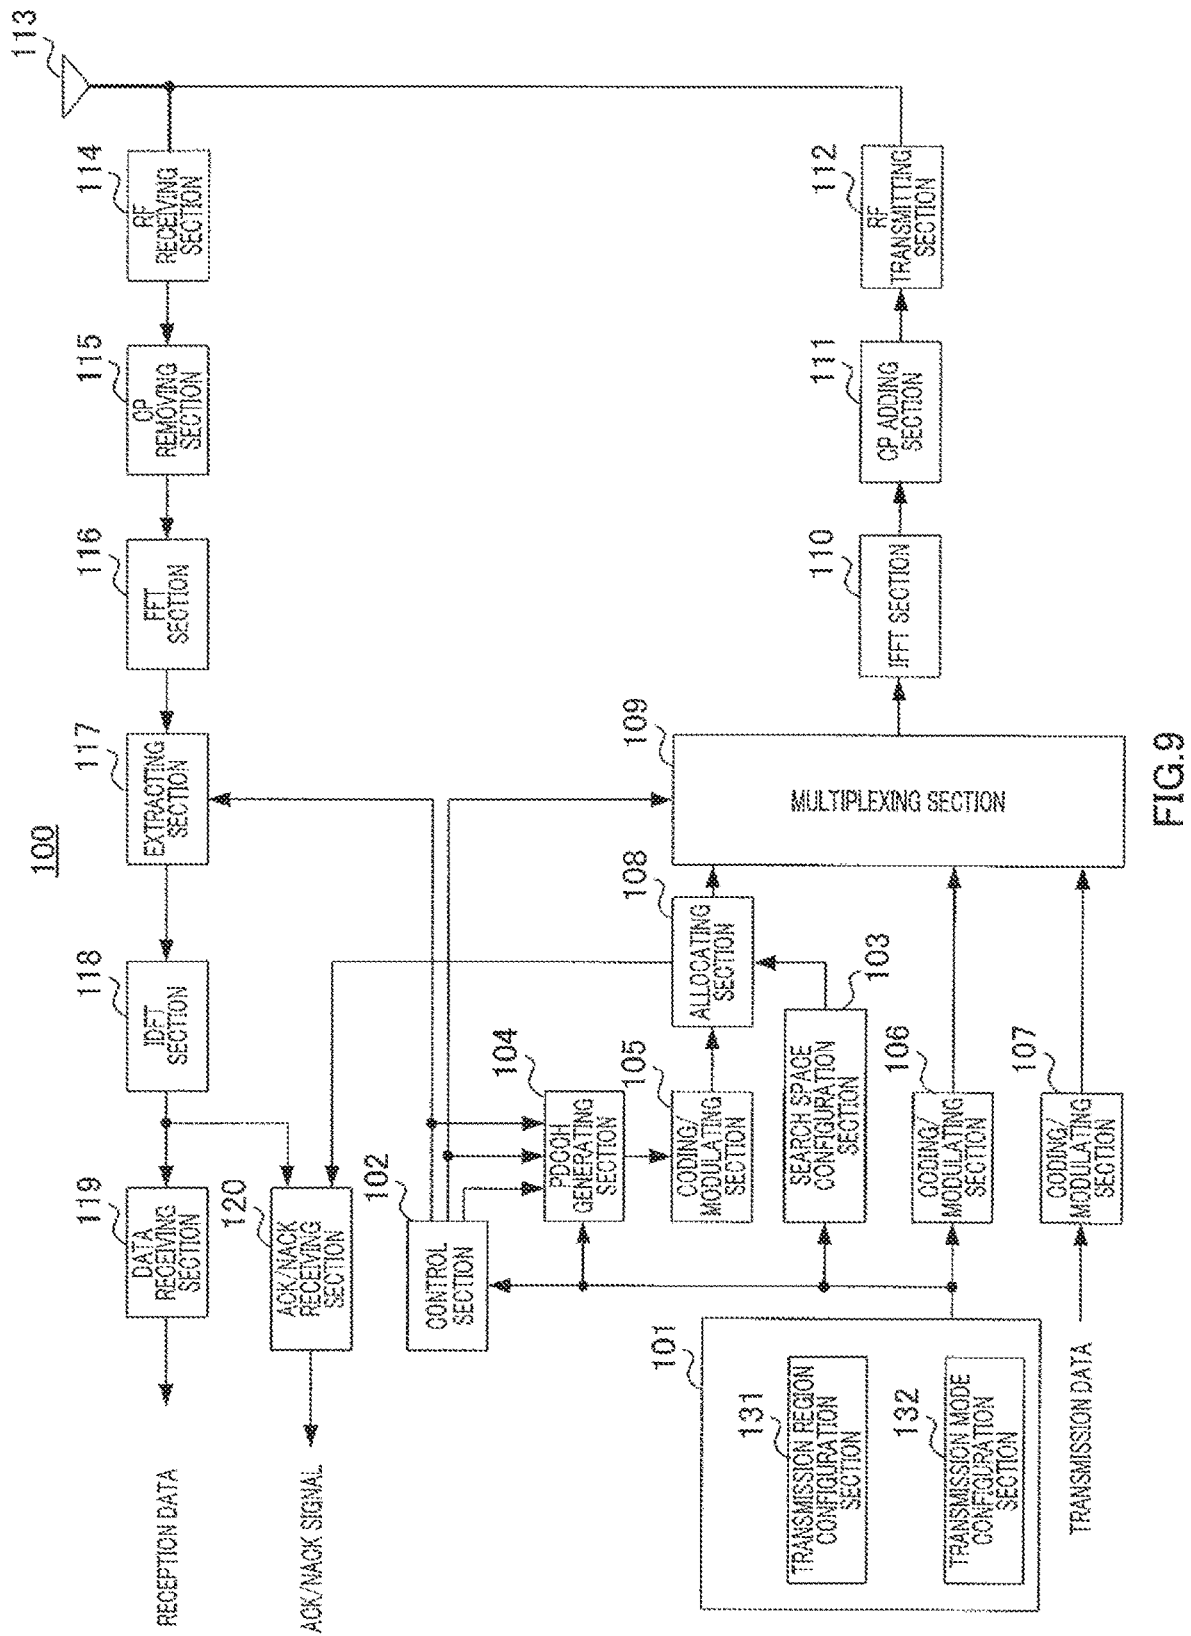 100
113
RECEPTION DATA
119
DATA
RECEIVING
SECTION
118
IDFT
SECTION
117
EXTRACTING
SECTION
116
FFT
SECTION
115
CP
REMOVING
SECTION
114
RF
RECEIVING
SECTION
ACK/NACK SIGNAL
120
ACK/NACK
RECEIVING
SECTION
102
CONTROL
SECTION
104
PDCCH
GENERATING
SECTION
105
CODING/
MODULATING
SECTION
108
ALLOCATING
SECTION
109
MULTIPLEXING SECTION
110
IFFT SECTION
111
CP ADDING
SECTION
112
RF
TRANSMITTING
SECTION
101
131
TRANSMISSION REGION
CONFIGURATION
SECTION
132
TRANSMISSION MODE
CONFIGURATION
SECTION
103
SEARCH SPACE
CONFIGURATION
SECTION
106
CODING/
MODULATING
SECTION
107
CODING/
MODULATING
SECTION
TRANSMISSION DATA
FIG.9